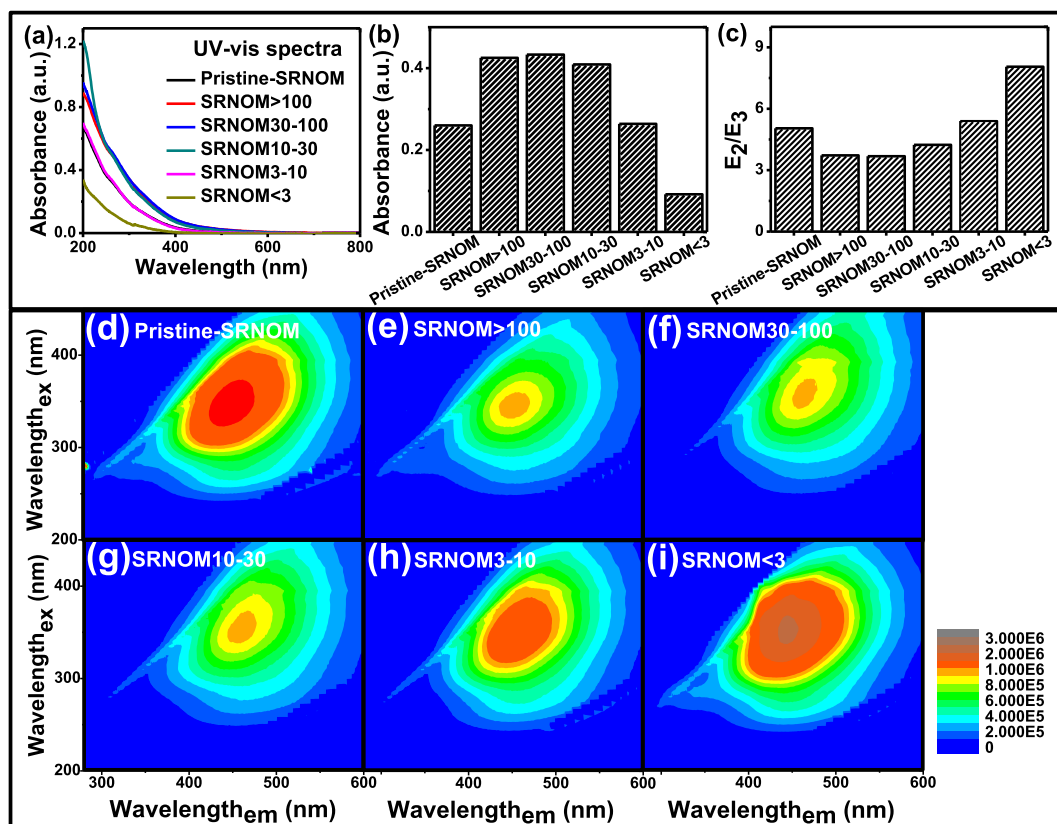 (a)
UV-vis spectra
Pristine-SRNOM
SRNOM>100
SRNOM30-100
SRNOM10-30
SRNOM3-10
SRNOM<3
Absorbance (a.u.)
1.2
0.8
0.4
0.0
200 400 600 800
Wavelength (nm)
(b)
Absorbance (a.u.)
0.4
0.2
0.0
Pristine-SRNOM
SRNOM>100
SRNOM30-100
SRNOM10-30
SRNOM3-10
SRNOM<3
(c)
E2/E3
9
6
3
0
Pristine-SRNOM
SRNOM>100
SRNOM30-100
SRNOM10-30
SRNOM3-10
SRNOM<3
(d) Pristine-SRNOM
(e) SRNOM>100
(f) SRNOM30-100
Wavelengthex (nm)
400
300
200
(g) SRNOM10-30
(h) SRNOM3-10
(i) SRNOM<3
Wavelengthex (nm)
400
300
200
300 400 500 600
400 500 600
400 500 600
Wavelengthem (nm)
Wavelengthem (nm)
Wavelengthem (nm)
3.000E6
2.000E6
1.000E6
8.000E5
6.000E5
4.000E5
2.000E5
0